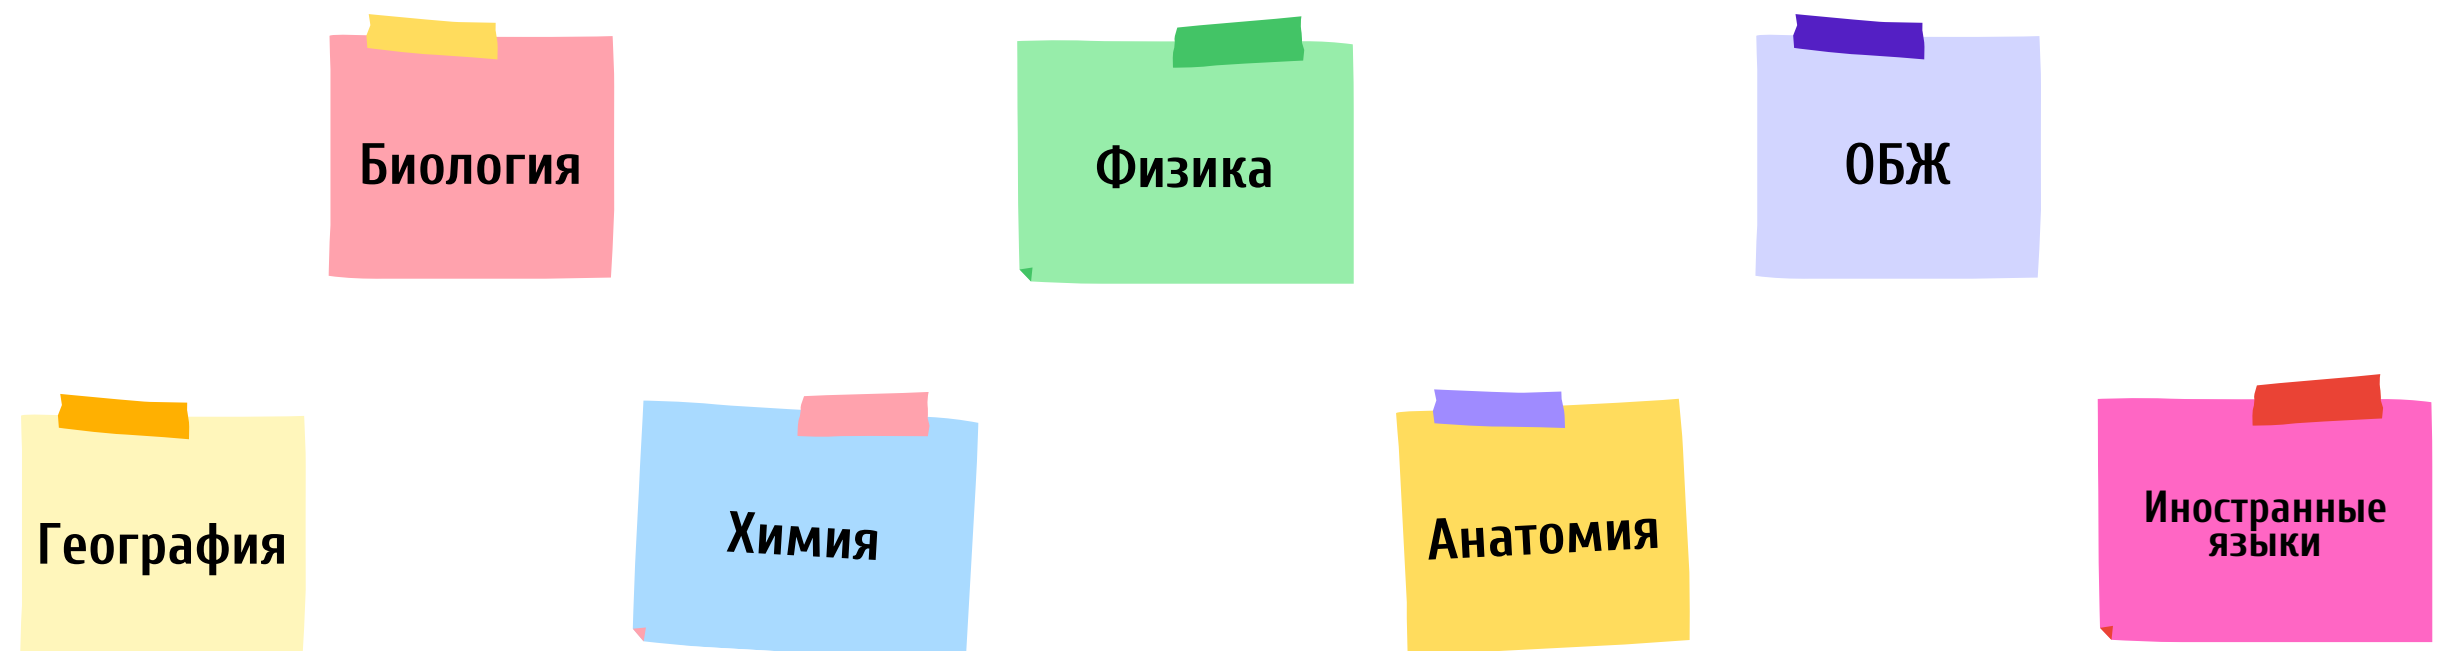 Биология
Физика
ОБЖ
География
Химия
Анатомия
Иностранные
языки